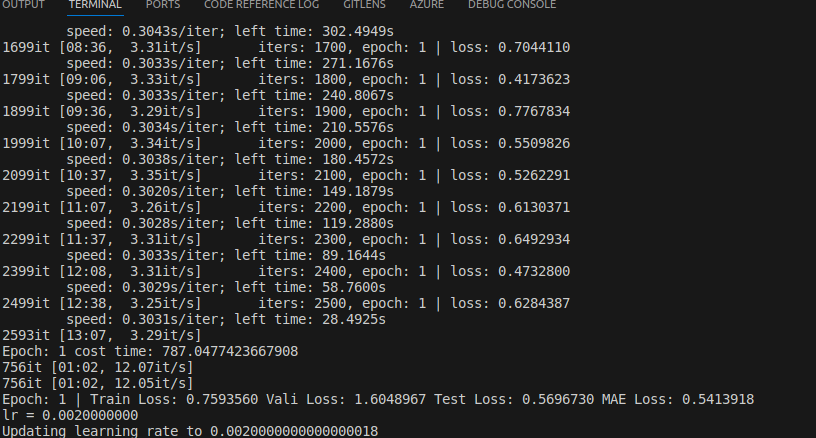 OUTPUT TERMINAL PORTS CODE REFERENCE LOG GITLENS AZURE DEBUG CONSOLE
speed: 0.3043s/iter; left time: 302.4949s
1699it [08:36, 3.31it/s] iters: 1700, epoch: 1 | loss: 0.7044110
speed: 0.3033s/iter; left time: 271.1676s
1799it [09:06, 3.33it/s] iters: 1800, epoch: 1 | loss: 0.4173623
speed: 0.3033s/iter; left time: 240.8067s
1899it [09:36, 3.29it/s] iters: 1900, epoch: 1 | loss: 0.7767834
speed: 0.3034s/iter; left time: 210.5576s
1999it [10:07, 3.34it/s] iters: 2000, epoch: 1 | loss: 0.5509826
speed: 0.3038s/iter; left time: 180.4572s
2099it [10:37, 3.35it/s] iters: 2100, epoch: 1 | loss: 0.5262291
speed: 0.3020s/iter; left time: 149.1879s
2199it [11:07, 3.26it/s] iters: 2200, epoch: 1 | loss: 0.6130371
speed: 0.3028s/iter; left time: 119.2880s
2299it [11:37, 3.31it/s] iters: 2300, epoch: 1 | loss: 0.6492934
speed: 0.3033s/iter; left time: 89.1644s
2399it [12:08, 3.31it/s] iters: 2400, epoch: 1 | loss: 0.4732800
speed: 0.3029s/iter; left time: 58.7600s
2499it [12:38, 3.25it/s] iters: 2500, epoch: 1 | loss: 0.6284387
speed: 0.3031s/iter; left time: 28.4925s
2593it [13:07, 3.29it/s]
Epoch: 1 cost time: 787.0477423667908
756it [01:02, 12.07it/s]
756it [01:02, 12.05it/s]
Epoch: 1 | Train Loss: 0.7593560 Vali Loss: 1.6048967 Test Loss: 0.5696730 MAE Loss: 0.5413918
lr = 0.0020000000
Updating learning rate to 0.0020000000000000018